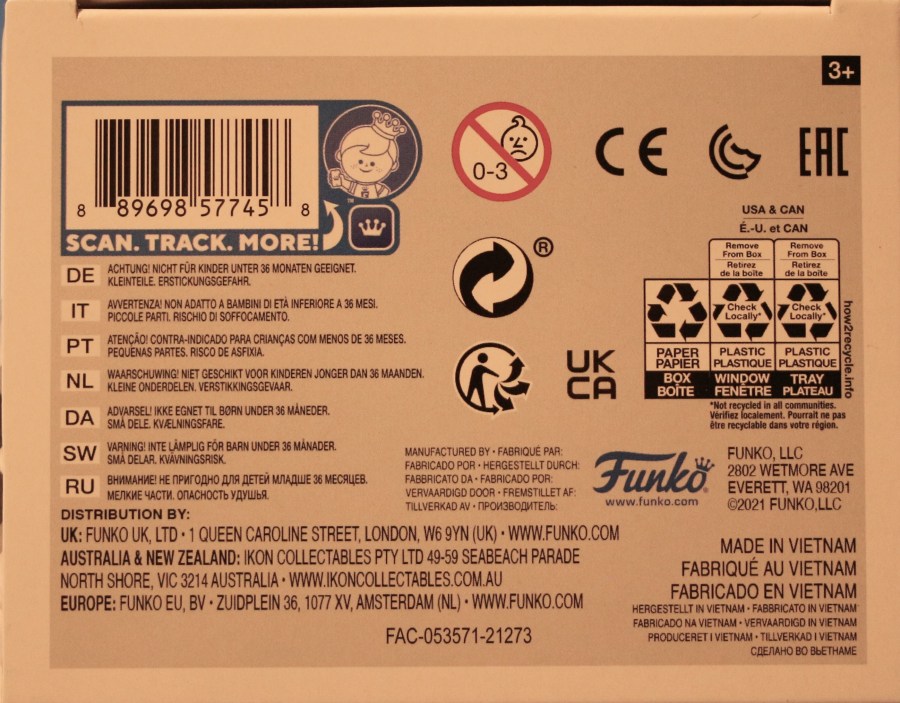 3+
8 89698 57745 8
SCAN. TRACK. MORE!
™
0-3
CE
EAC
®
UK
CA
USA & CAN
É.-U. et CAN
Remove From Box
Retirez de la boîte
Remove From Box
Retirez de la boîte
Check Locally*
Check Locally*
PAPER
PAPIER
BOX
BOÎTE
PLASTIC
PLASTIQUE
WINDOW
FENÊTRE
PLASTIC
PLASTIQUE
TRAY
PLATEAU
how2recycle.info
*Not recycled in all communities.
Vérifiez localement. Pourrait ne pas
être recyclable dans votre région.
DE ACHTUNG! NICHT FÜR KINDER UNTER 36 MONATEN GEEIGNET.
KLEINTEILE. ERSTICKUNGSGEFAHR.
IT AVVERTENZA! NON ADATTO A BAMBINI DI ETÀ INFERIORE A 36 MESI.
PICCOLE PARTI. RISCHIO DI SOFFOCAMENTO.
PT ATENÇÃO! CONTRA-INDICADO PARA CRIANÇAS COM MENOS DE 36 MESES.
PEQUENAS PARTES. RISCO DE ASFIXIA.
NL WAARSCHUWING! NIET GESCHIKT VOOR KINDEREN JONGER DAN 36 MAANDEN.
KLEINE ONDERDELEN. VERSTIKKINGSGEVAAR.
DA ADVARSEL! IKKE EGNET TIL BØRN UNDER 36 MÅNEDER.
SMÅ DELE. KVÆLNINGSFARE.
SW VARNING! INTE LÄMPLIG FÖR BARN UNDER 36 MÅNADER.
SMÅ DELAR. KVÄVNINGSRISK.
RU ВНИМАНИЕ! НЕ ПРИГОДНО ДЛЯ ДЕТЕЙ МЛАДШЕ 36 МЕСЯЦЕВ.
МЕЛКИЕ ЧАСТИ. ОПАСНОСТЬ УДУШЬЯ.
MANUFACTURED BY • FABRIQUÉ PAR:
FABRICADO POR • HERGESTELLT DURCH:
FABBRICATO DA • FABRICADO POR:
VERVAARDIGD DOOR • FREMSTILLET AF:
TILLVERKAD AV • ПРОИЗВОДИТЕЛЬ:
Funko
www.funko.com
FUNKO, LLC
2802 WETMORE AVE
EVERETT, WA 98201
©2021 FUNKO,LLC
DISTRIBUTION BY:
UK: FUNKO UK, LTD • 1 QUEEN CAROLINE STREET, LONDON, W6 9YN (UK) • WWW.FUNKO.COM
AUSTRALIA & NEW ZEALAND: IKON COLLECTABLES PTY LTD 49-59 SEABEACH PARADE
NORTH SHORE, VIC 3214 AUSTRALIA • WWW.IKONCOLLECTABLES.COM.AU
EUROPE: FUNKO EU, BV • ZUIDPLEIN 36, 1077 XV, AMSTERDAM (NL) • WWW.FUNKO.COM
FAC-053571-21273
MADE IN VIETNAM
FABRIQUÉ AU VIETNAM
FABRICADO EN VIETNAM
HERGESTELLT IN VIETNAM • FABBRICATO IN VIETNAM
FABRICADO NA VIETNAM • VERVAARDIGD IN VIETNAM
PRODUCERET I VIETNAM • TILLVERKAD I VIETNAM
СДЕЛАНО ВО ВЬЕТНАМЕ